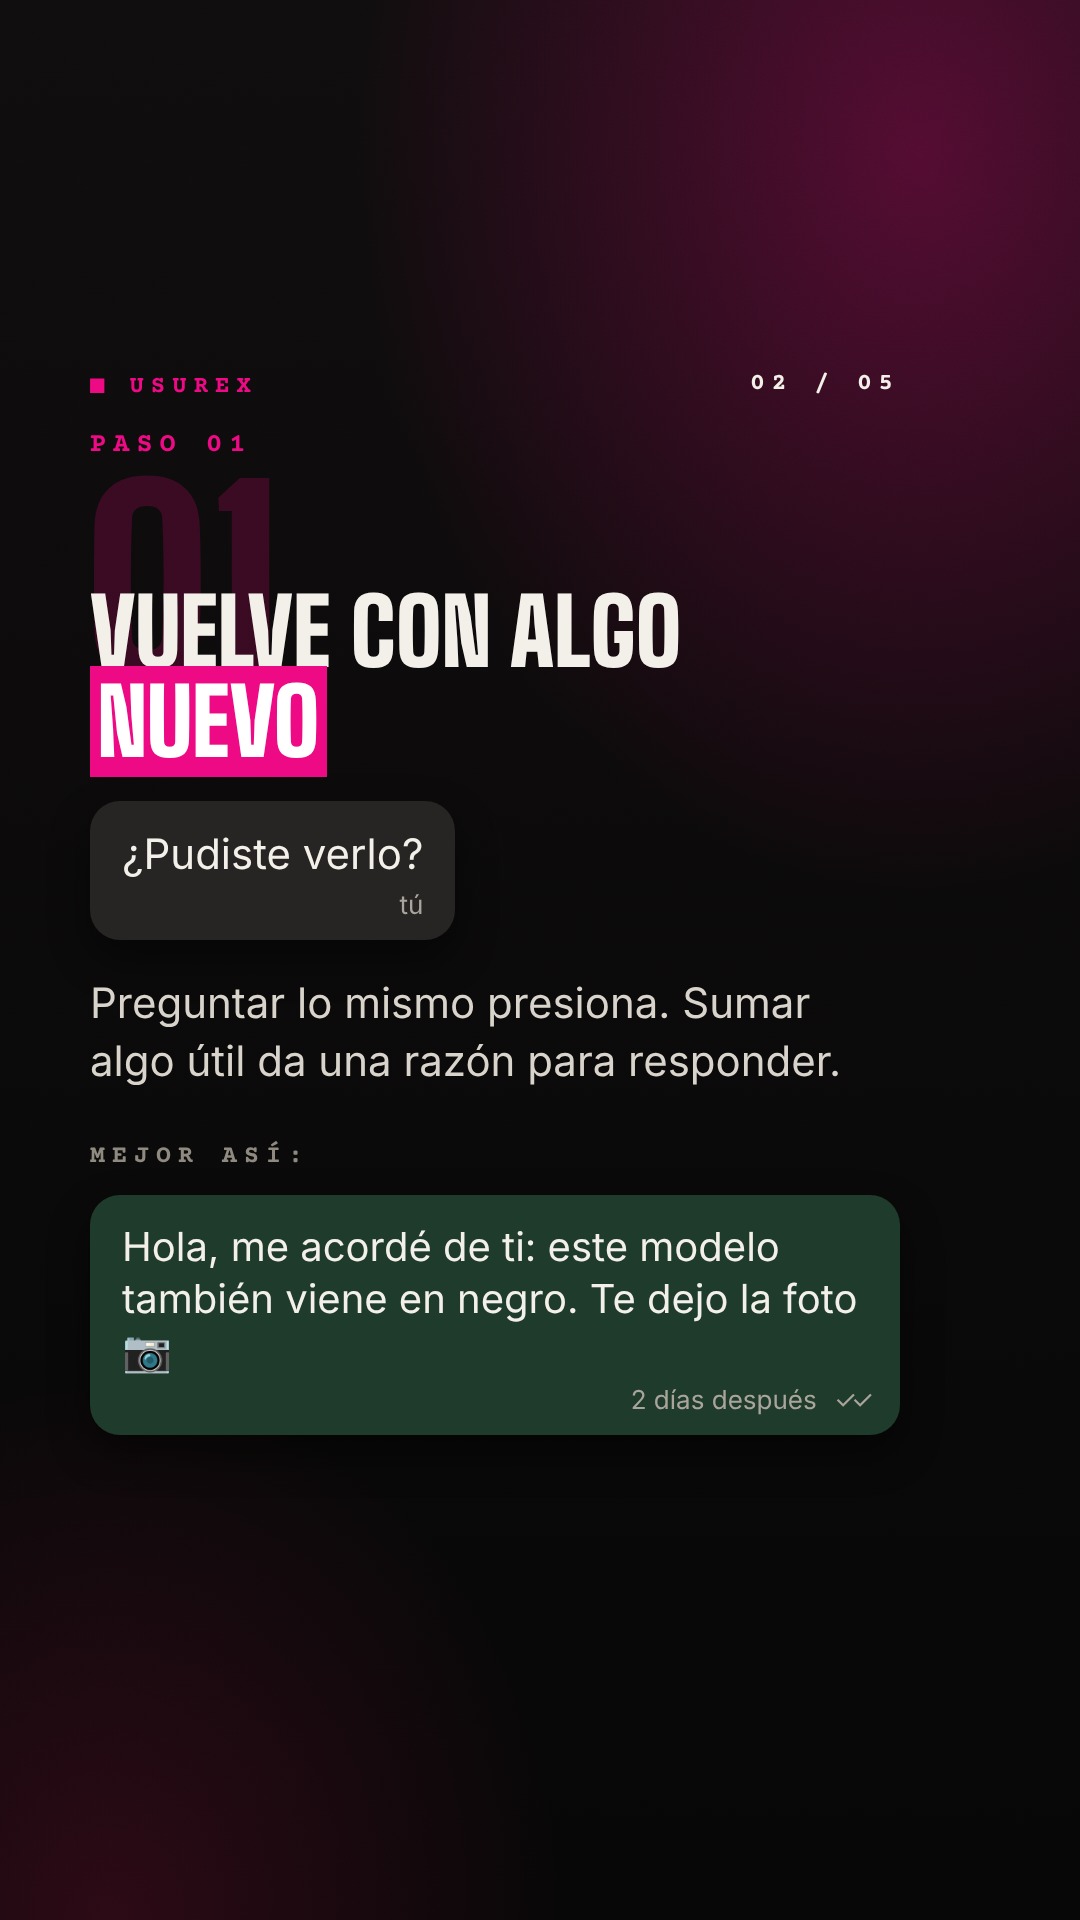 USUREX
02 / 05
PASO 01
01
VUELVE CON ALGO
NUEVO
¿Pudiste verlo?
tú
Preguntar lo mismo presiona. Sumar
algo útil da una razón para responder.
MEJOR ASÍ:
Hola, me acordé de ti: este modelo
también viene en negro. Te dejo la foto
📷
2 días después